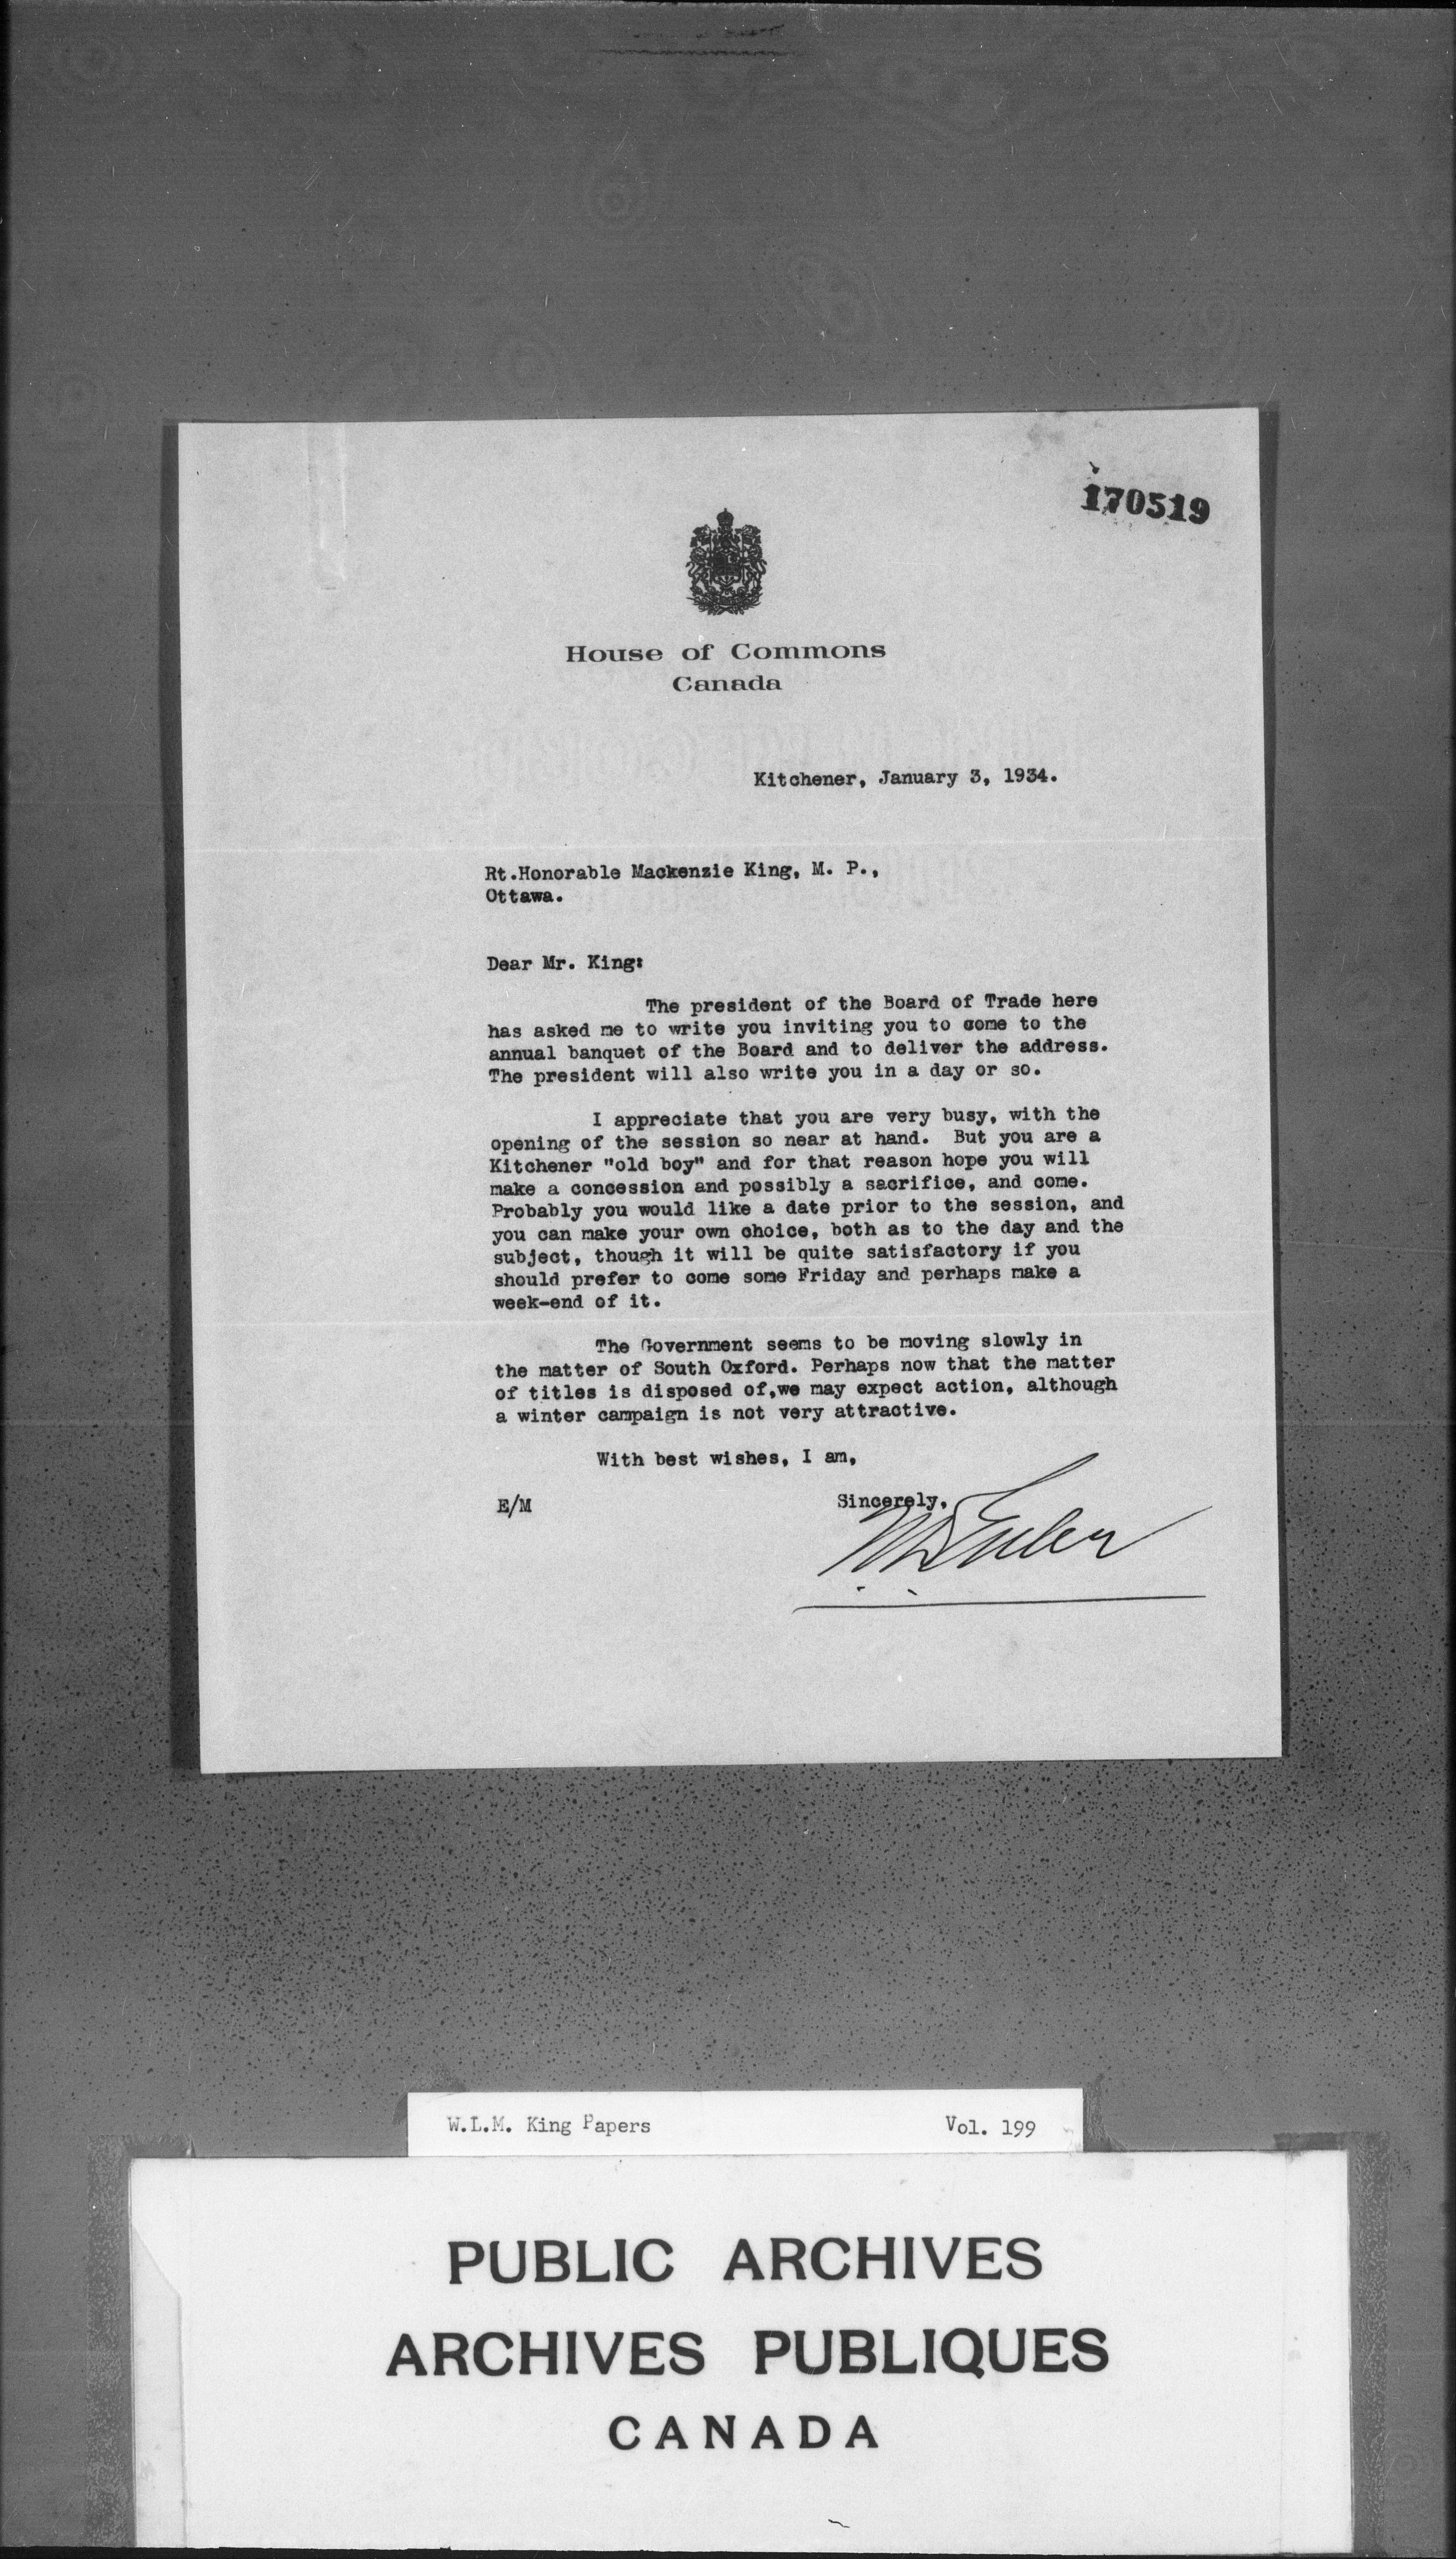 170519
House of Commons
Canada
Kitchener, January 3, 1934.
Rt.Honorable Mackenzie King, M. P.,
Ottawa.
Dear Mr. King:
The president of the Board of Trade here
has asked me to write you inviting you to come to the
annual banquet of the Board and to deliver the address.
The president will also write you in a day or so.
I appreciate that you are very busy, with the
opening of the session so near at hand. But you are a
Kitchener "old boy" and for that reason hope you will
make a concession and possibly a sacrifice, and come.
Probably you would like a date prior to the session, and
you can make your own choice, both as to the day and the
subject, though it will be quite satisfactory if you
should prefer to come some Friday and perhaps make a
week-end of it.
The Government seems to be moving slowly in
the matter of South Oxford. Perhaps now that the matter
of titles is disposed of,we may expect action, although
a winter campaign is not very attractive.
With best wishes, I am,
E/M
Sincerely,
W.D.Euler
W.L.M. King Papers
Vol. 199
PUBLIC ARCHIVES
ARCHIVES PUBLIQUES
CANADA